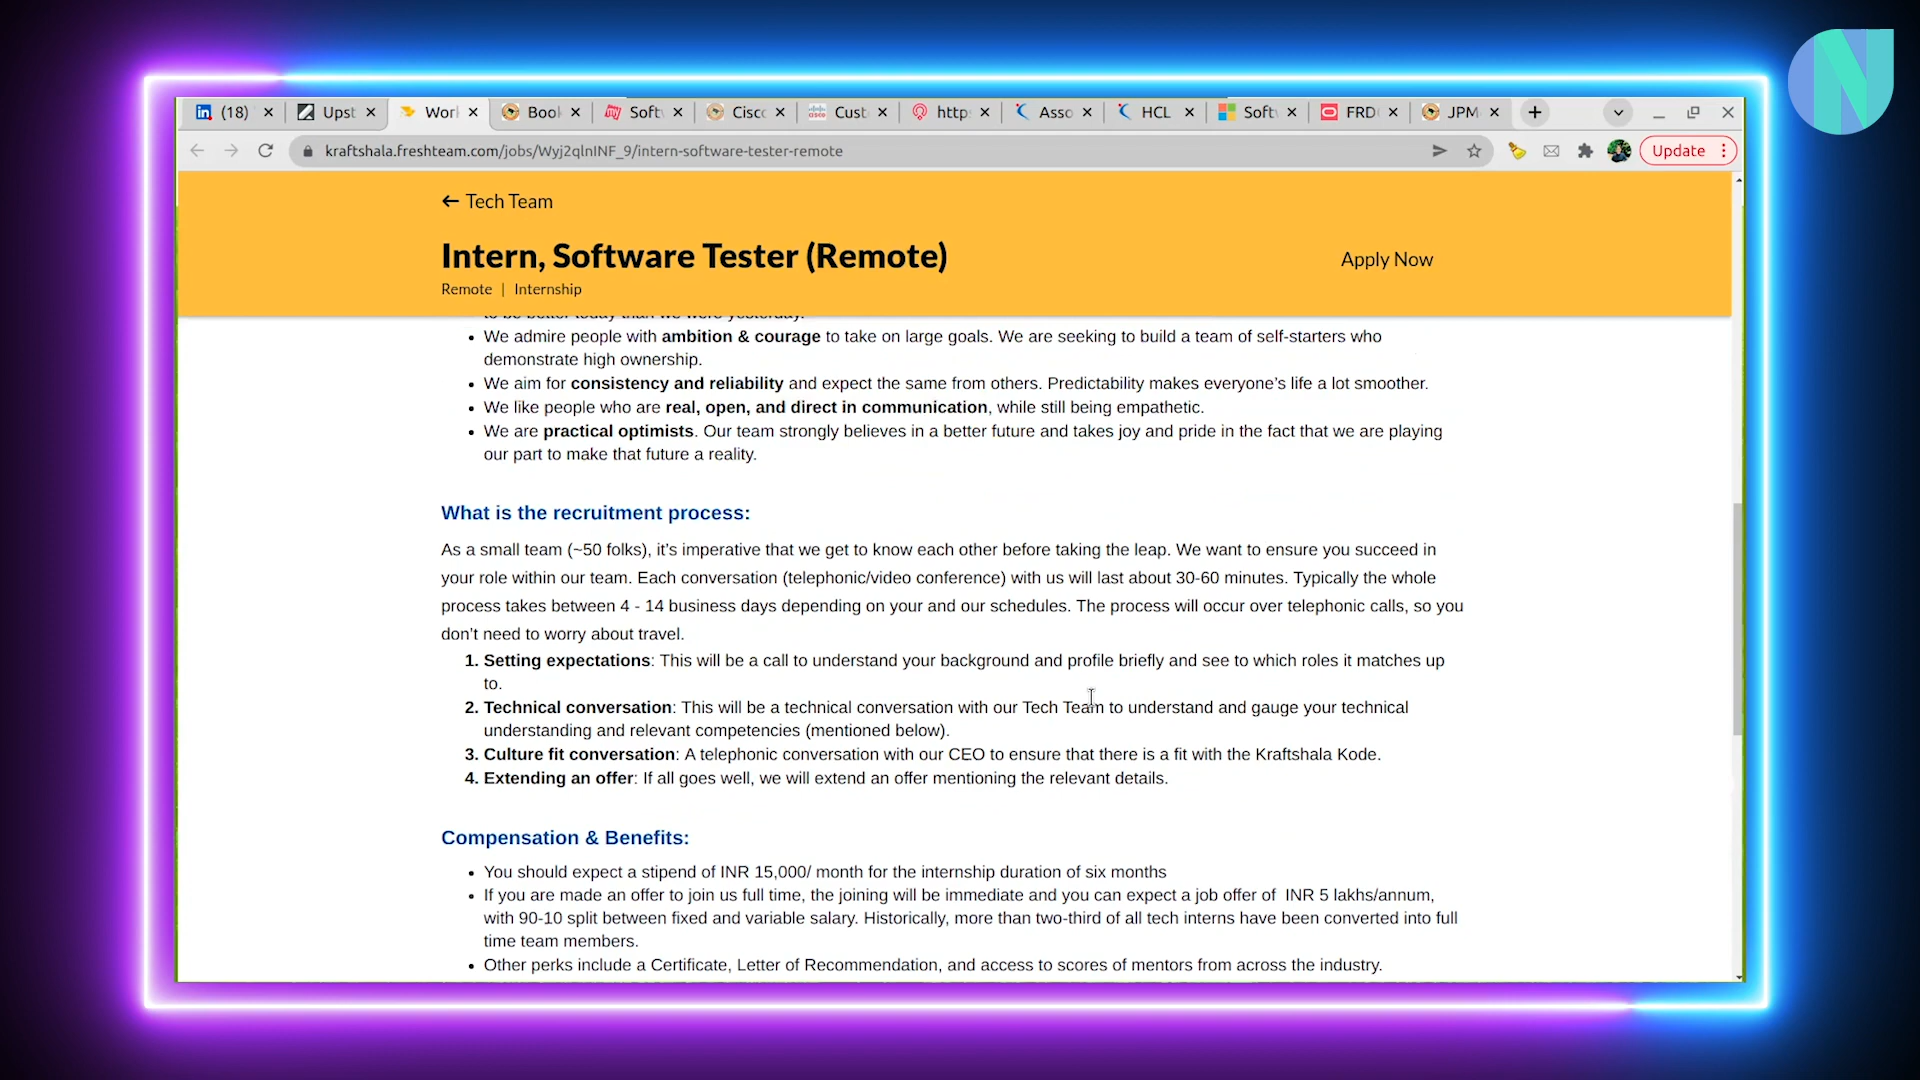 (18)
Upst
Work
Book
Softv
Cisco
Cust
http
Asso
HCL
Softv
FRD
JPM
kraftshala.freshteam.com/jobs/Wyj2qlnINF_9/intern-software-tester-remote
Update
← Tech Team
Intern, Software Tester (Remote)
Apply Now
Remote | Internship
to be better today than we were yesterday.
• We admire people with ambition & courage to take on large goals. We are seeking to build a team of self-starters who
demonstrate high ownership.
• We aim for consistency and reliability and expect the same from others. Predictability makes everyone's life a lot smoother.
• We like people who are real, open, and direct in communication, while still being empathetic.
• We are practical optimists. Our team strongly believes in a better future and takes joy and pride in the fact that we are playing
our part to make that future a reality.
What is the recruitment process:
As a small team (~50 folks), it's imperative that we get to know each other before taking the leap. We want to ensure you succeed in
your role within our team. Each conversation (telephonic/video conference) with us will last about 30-60 minutes. Typically the whole
process takes between 4 - 14 business days depending on your and our schedules. The process will occur over telephonic calls, so you
don't need to worry about travel.
1. Setting expectations: This will be a call to understand your background and profile briefly and see to which roles it matches up
to.
2. Technical conversation: This will be a technical conversation with our Tech Team to understand and gauge your technical
understanding and relevant competencies (mentioned below).
3. Culture fit conversation: A telephonic conversation with our CEO to ensure that there is a fit with the Kraftshala Kode.
4. Extending an offer: If all goes well, we will extend an offer mentioning the relevant details.
Compensation & Benefits:
• You should expect a stipend of INR 15,000/ month for the internship duration of six months
• If you are made an offer to join us full time, the joining will be immediate and you can expect a job offer of INR 5 lakhs/annum,
with 90-10 split between fixed and variable salary. Historically, more than two-third of all tech interns have been converted into full
time team members.
• Other perks include a Certificate, Letter of Recommendation, and access to scores of mentors from across the industry.